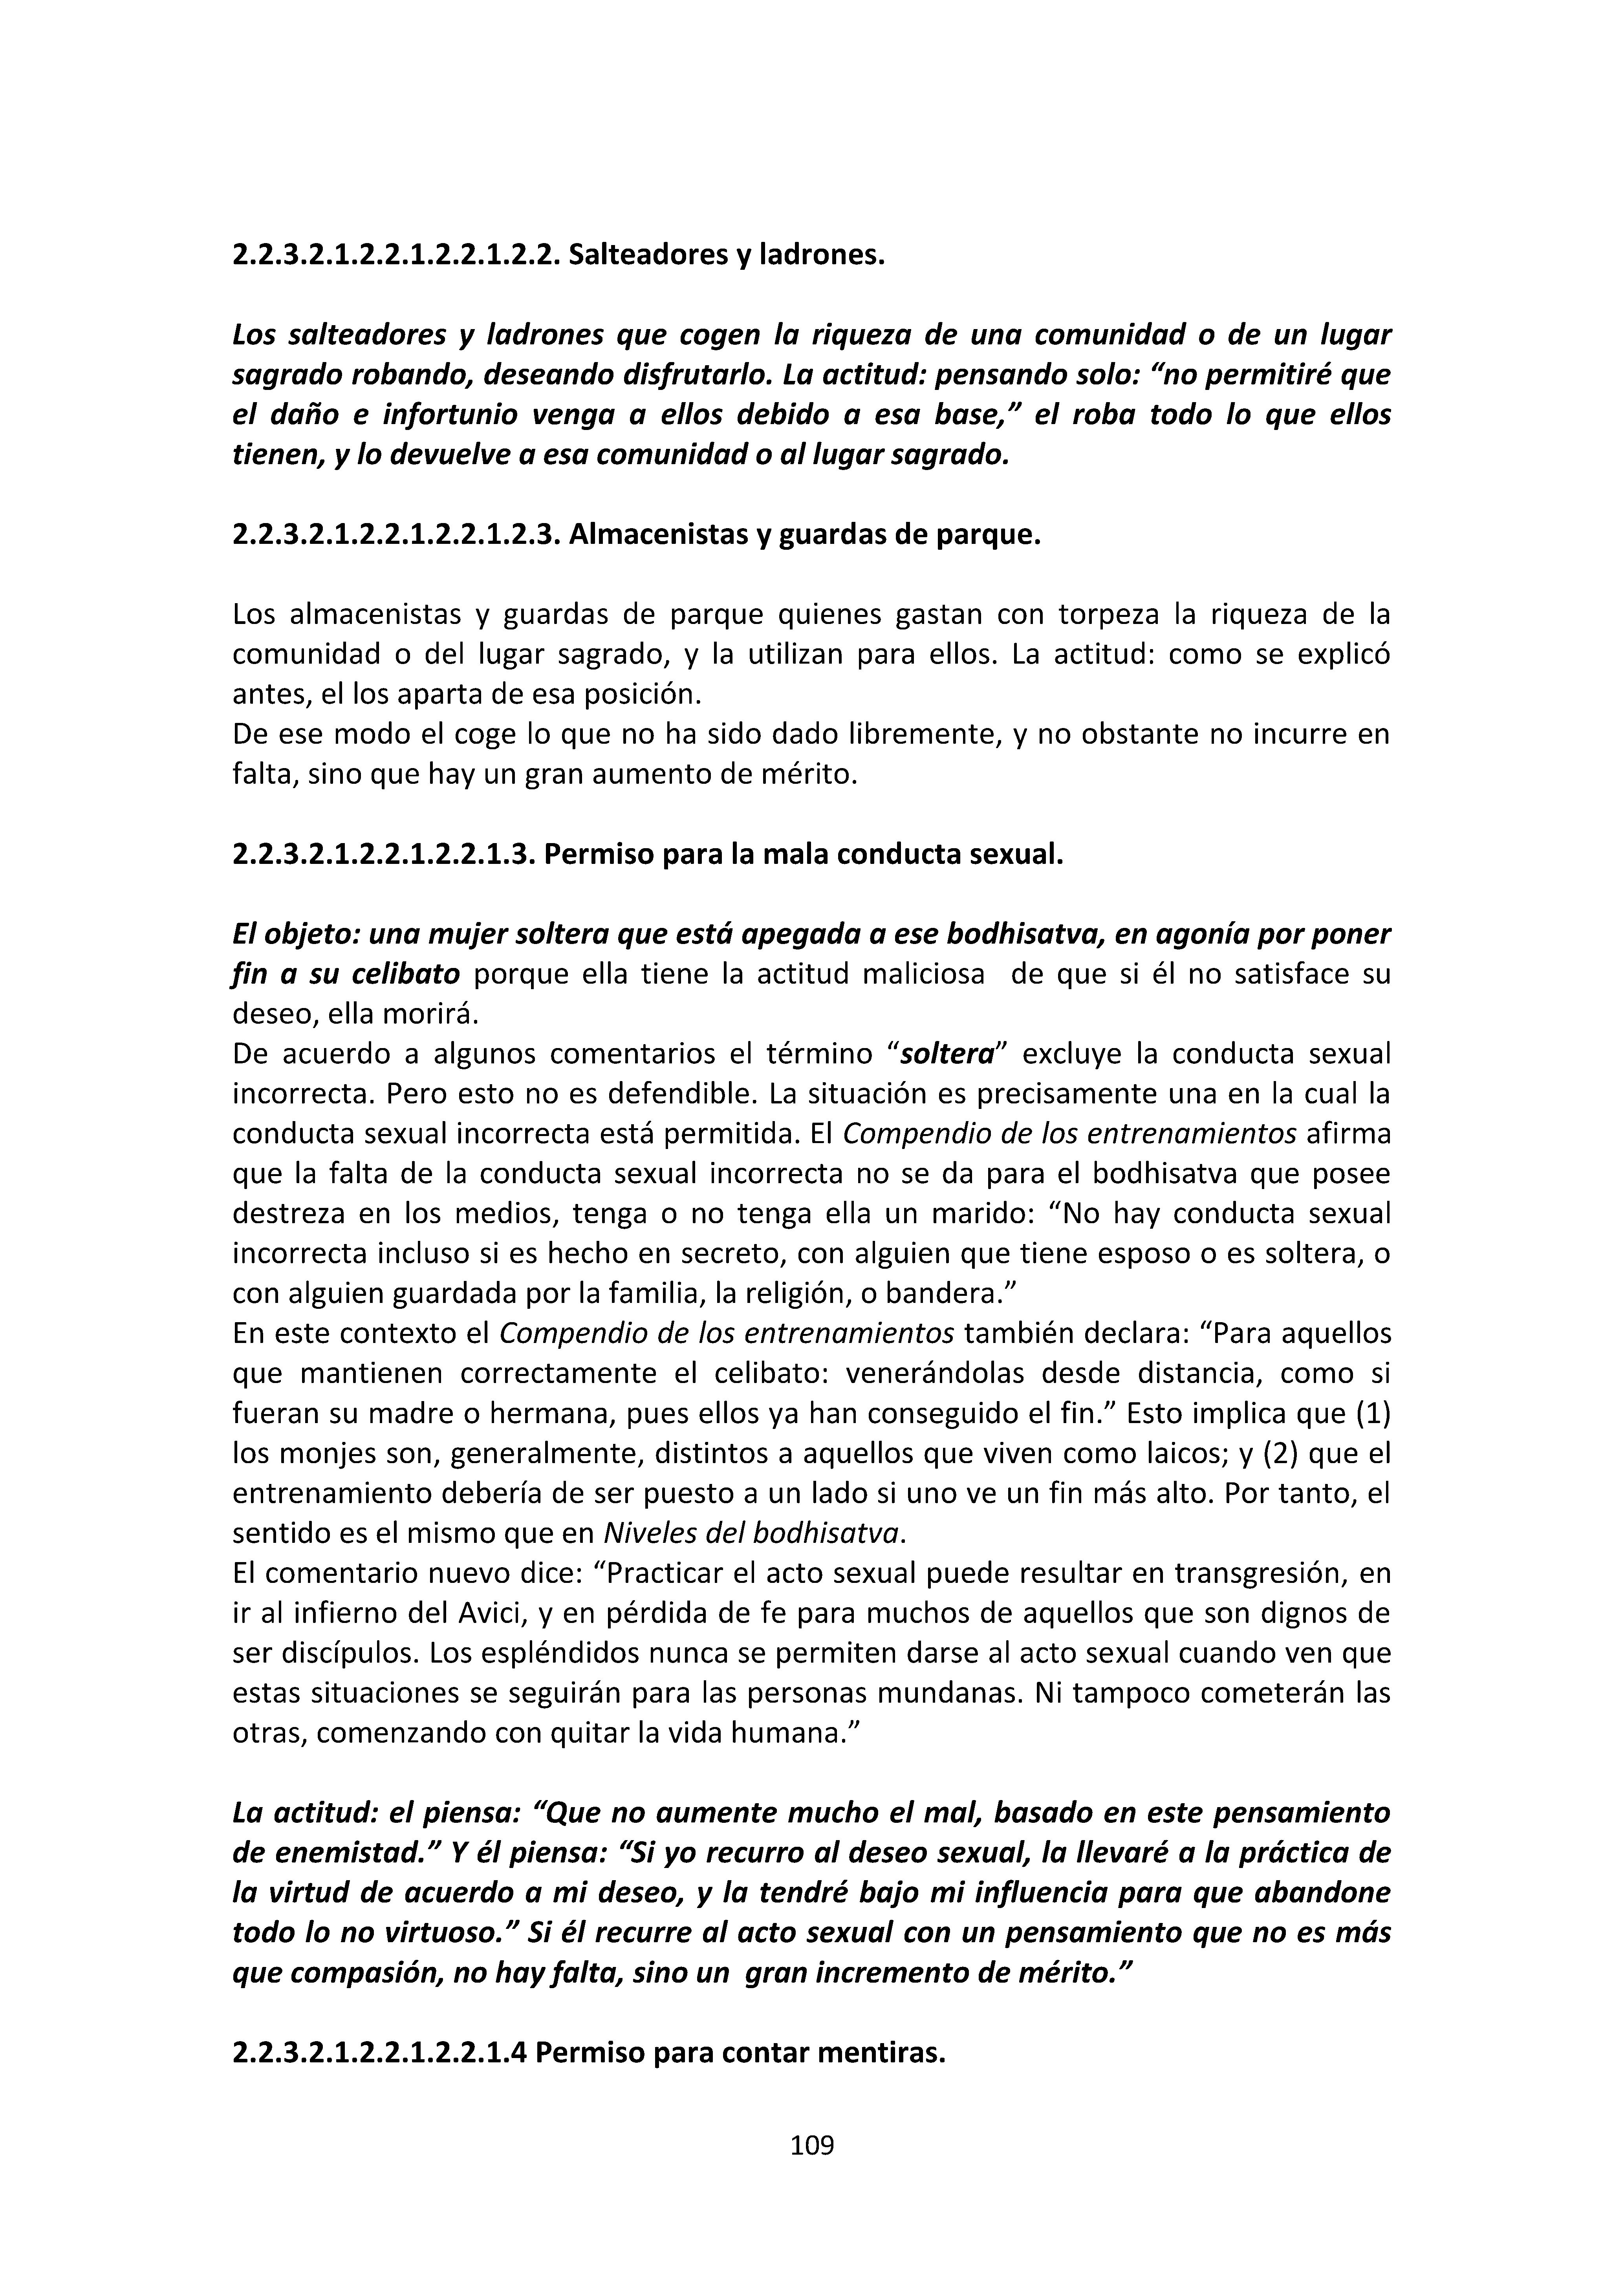 2.2.3.2.1.2.2.1.2.2.1.2.2. Salteadores y ladrones.
Los salteadores y ladrones que cogen la riqueza de una comunidad o de un lugar
sagrado robando, deseando disfrutarlo. La actitud: pensando solo: “no permitiré que
el daño e infortunio venga a ellos debido a esa base,” el roba todo lo que ellos
tienen, y lo devuelve a esa comunidad o al lugar sagrado.
2.2.3.2.1.2.2.1.2.2.1.2.3. Almacenistas y guardas de parque.
Los almacenistas y guardas de parque quienes gastan con torpeza la riqueza de la
comunidad o del lugar sagrado, y la utilizan para ellos. La actitud: como se explicó
antes, el los aparta de esa posición.
De ese modo el coge lo que no ha sido dado libremente, y no obstante no incurre en
falta, sino que hay un gran aumento de mérito.
2.2.3.2.1.2.2.1.2.2.1.3. Permiso para la mala conducta sexual.
El objeto: una mujer soltera que está apegada a ese bodhisatva, en agonía por poner
fin a su celibato porque ella tiene la actitud maliciosa de que si él no satisface su
deseo, ella morirá.
De acuerdo a algunos comentarios el término “soltera” excluye la conducta sexual
incorrecta. Pero esto no es defendible. La situación es precisamente una en la cual la
conducta sexual incorrecta está permitida. El Compendio de los entrenamientos afirma
que la falta de la conducta sexual incorrecta no se da para el bodhisatva que posee
destreza en los medios, tenga o no tenga ella un marido: “No hay conducta sexual
incorrecta incluso si es hecho en secreto, con alguien que tiene esposo o es soltera, o
con alguien guardada por la familia, la religión, o bandera.”
En este contexto el Compendio de los entrenamientos también declara: “Para aquellos
que mantienen correctamente el celibato: venerándolas desde distancia, como si
fueran su madre o hermana, pues ellos ya han conseguido el fin.” Esto implica que (1)
los monjes son, generalmente, distintos a aquellos que viven como laicos; y (2) que el
entrenamiento debería de ser puesto a un lado si uno ve un fin más alto. Por tanto, el
sentido es el mismo que en Niveles del bodhisatva.
El comentario nuevo dice: “Practicar el acto sexual puede resultar en transgresión, en
ir al infierno del Avici, y en pérdida de fe para muchos de aquellos que son dignos de
ser discípulos. Los espléndidos nunca se permiten darse al acto sexual cuando ven que
estas situaciones se seguirán para las personas mundanas. Ni tampoco cometerán las
otras, comenzando con quitar la vida humana.”
La actitud: el piensa: “Que no aumente mucho el mal, basado en este pensamiento
de enemistad.” Y él piensa: “Si yo recurro al deseo sexual, la llevaré a la práctica de
la virtud de acuerdo a mi deseo, y la tendré bajo mi influencia para que abandone
todo lo no virtuoso.” Si él recurre al acto sexual con un pensamiento que no es más
que compasión, no hay falta, sino un gran incremento de mérito.”
2.2.3.2.1.2.2.1.2.2.1.4 Permiso para contar mentiras.
109